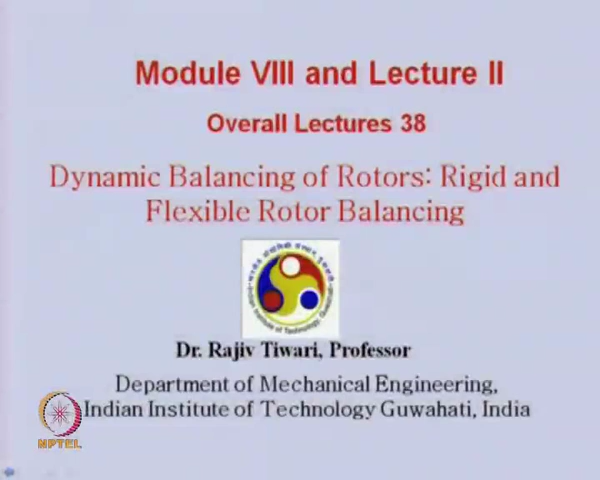 Module VIII and Lecture II
Overall Lectures 38
Dynamic Balancing of Rotors: Rigid and
Flexible Rotor Balancing
Dr. Rajiv Tiwari, Professor
Department of Mechanical Engineering,
Indian Institute of Technology Guwahati, India
NPTEL